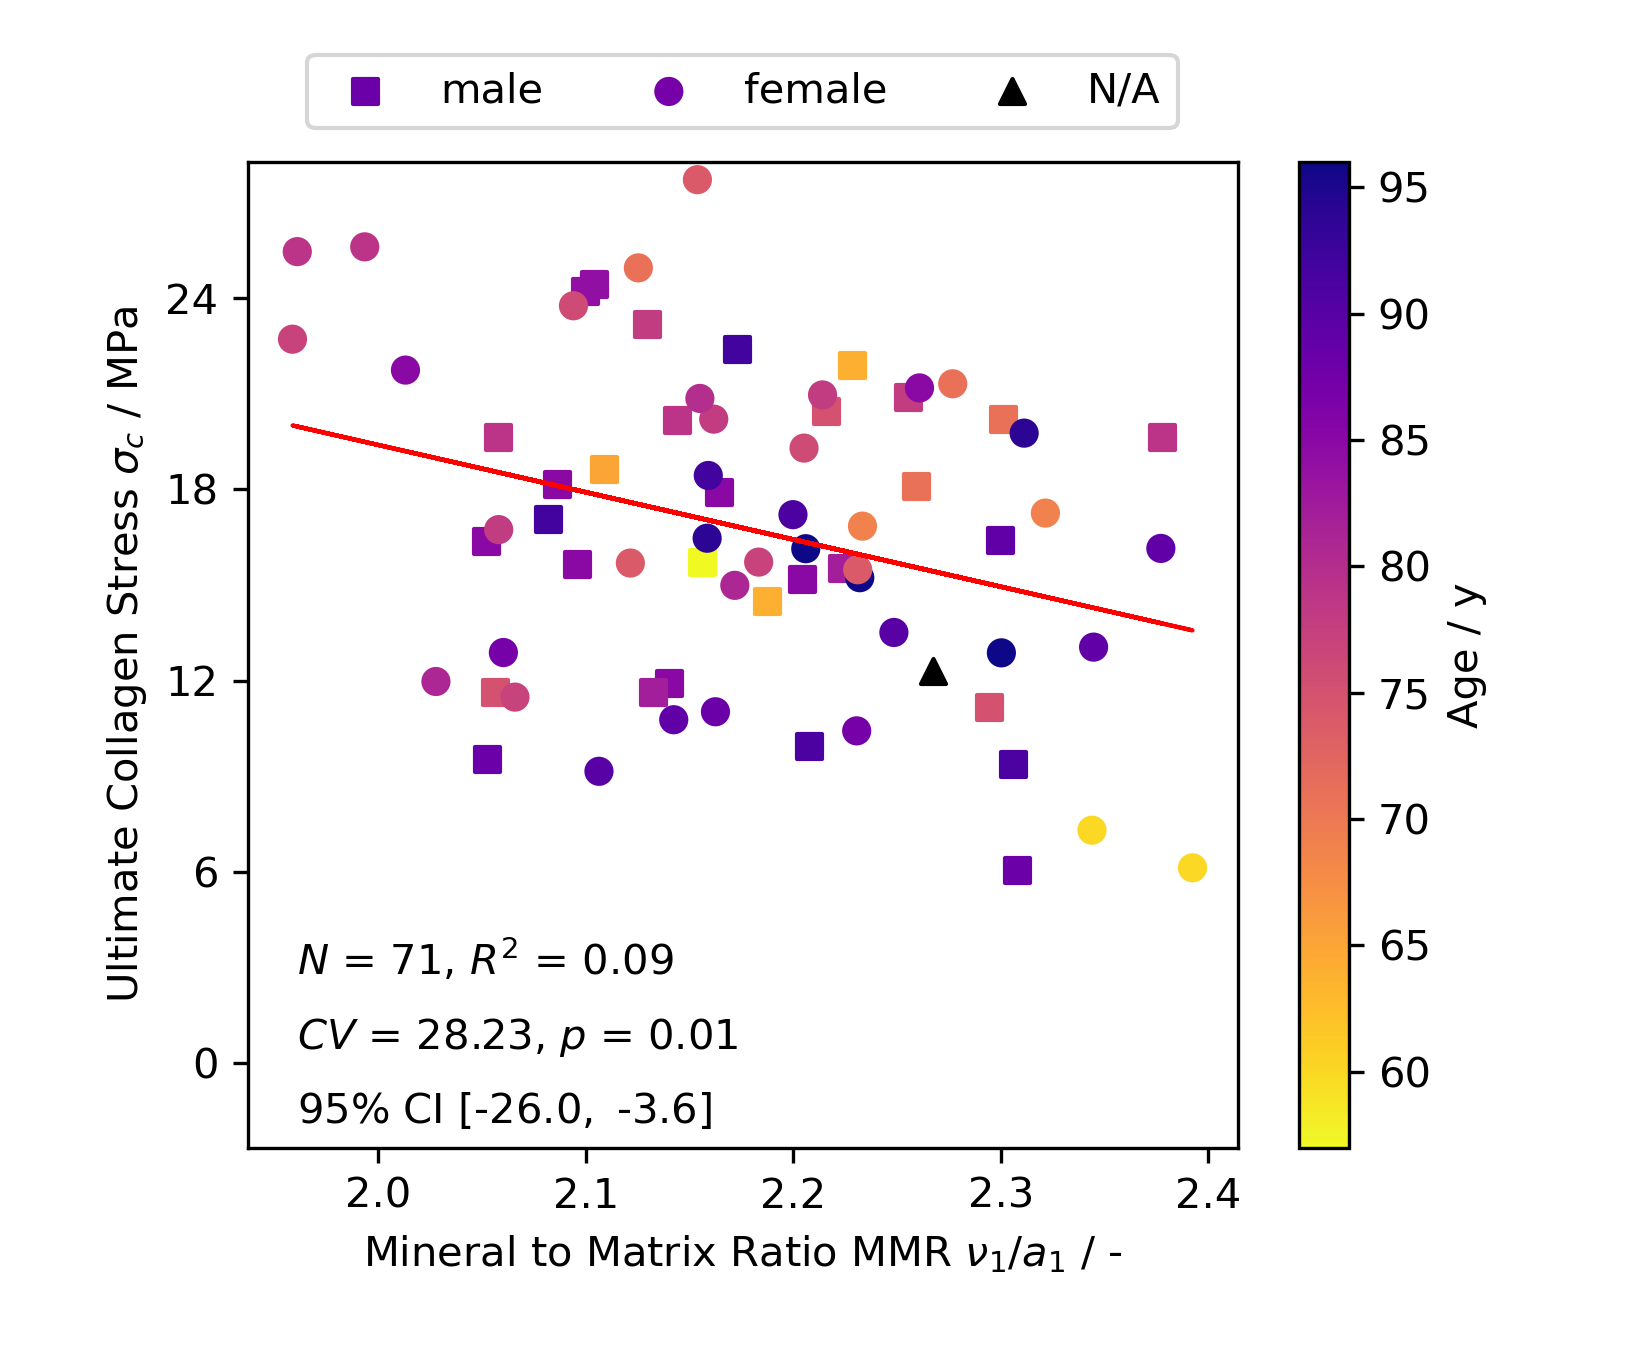 male female N/A
24
18
12
6
0
Ultimate Collagen Stress σc / MPa
N = 71, R² = 0.09
CV = 28.23, p = 0.01
95% CI [-26.0, -3.6]
2.0 2.1 2.2 2.3 2.4
Mineral to Matrix Ratio MMR ν₁/a₁ / -
95
90
85
80
75
70
65
60
Age / y